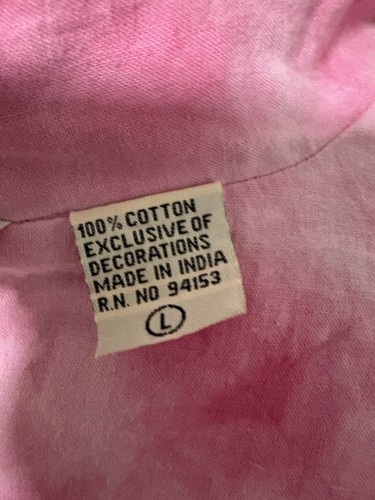 100% COTTON
EXCLUSIVE OF
DECORATIONS
MADE IN INDIA
R.N. NO 94153
L